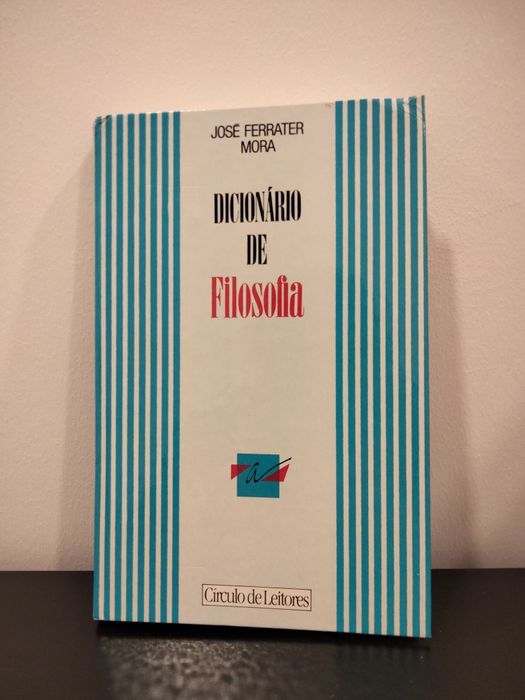 JOSÉ FERRATER
MORA
DICIONÁRIO
DE
Filosofia
a
Círculo de Leitores